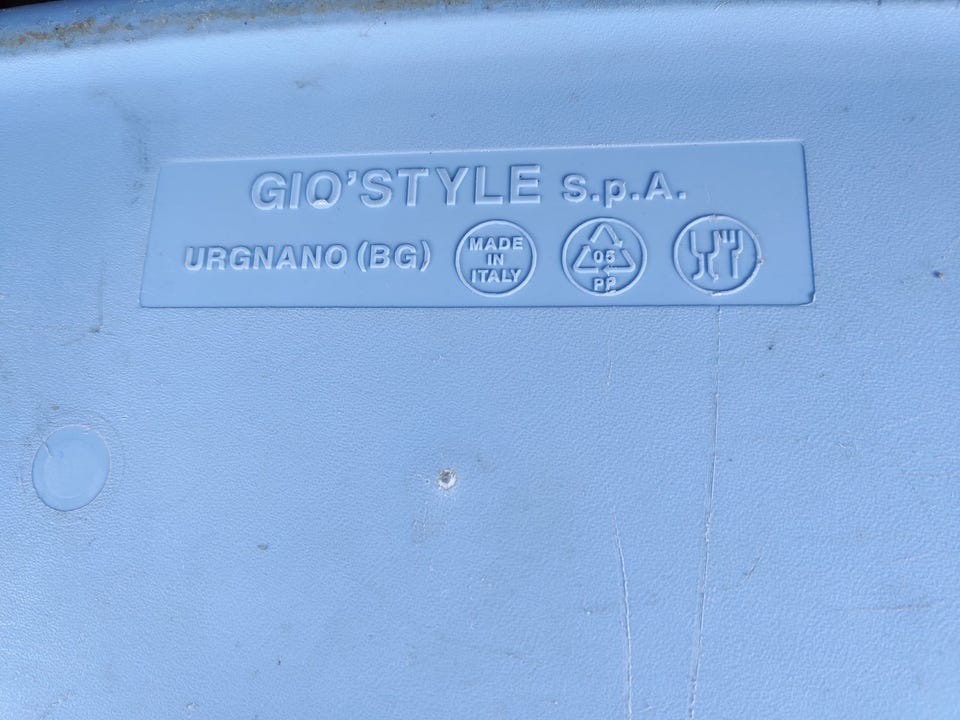 GIO'STYLE S.p.A.
URGNANO (BG) MADE IN ITALY 05 PP